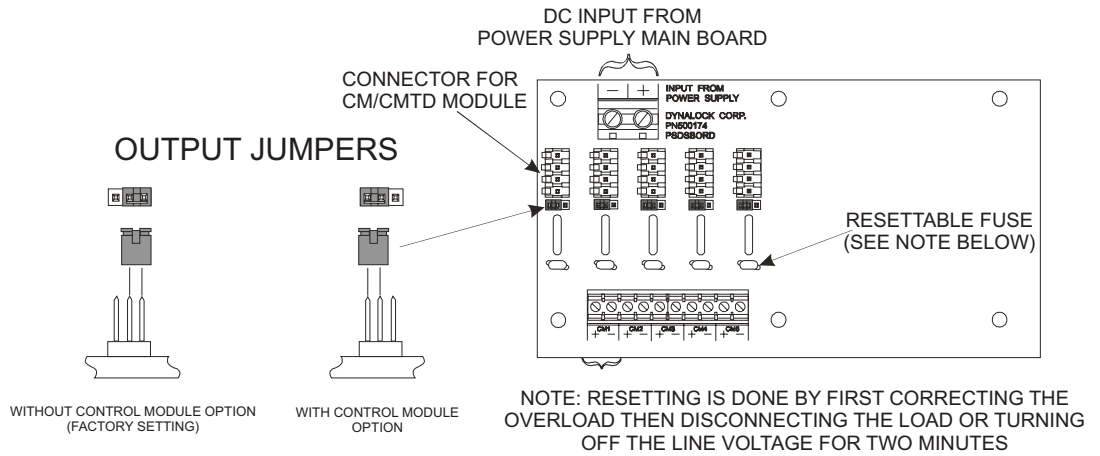 DC INPUT FROM
POWER SUPPLY MAIN BOARD
CONNECTOR FOR
CM/CMTD MODULE
− +
INPUT FROM
POWER SUPPLY
DYNALOCK CORP.
PN500174
PSDSBORD
OUTPUT JUMPERS
RESETTABLE FUSE
(SEE NOTE BELOW)
CM1 CM2 CM3 CM4 CM5
+ − + − + − + − + −
WITHOUT CONTROL MODULE OPTION
(FACTORY SETTING)
WITH CONTROL MODULE
OPTION
NOTE: RESETTING IS DONE BY FIRST CORRECTING THE
OVERLOAD THEN DISCONNECTING THE LOAD OR TURNING
OFF THE LINE VOLTAGE FOR TWO MINUTES